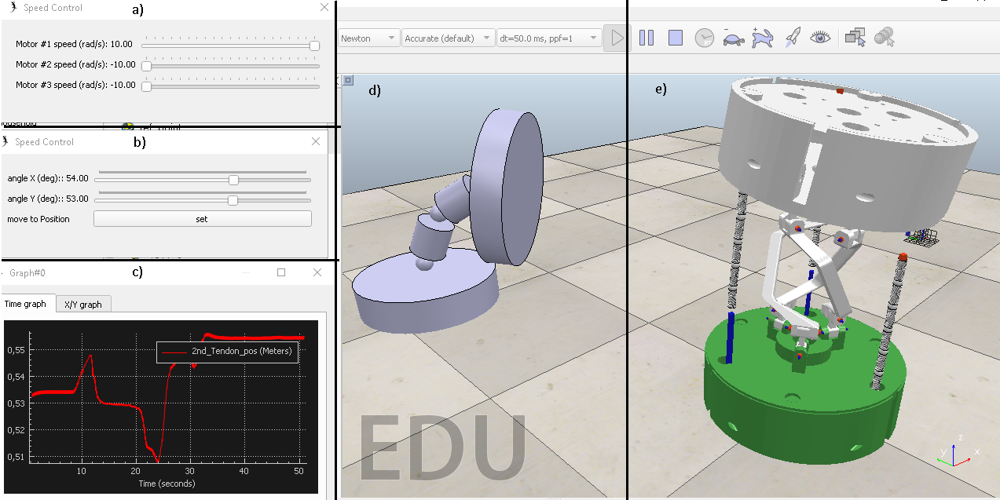 Speed Control
a)
Motor #1 speed (rad/s): 10.00
Motor #2 speed (rad/s): -10.00
Motor #3 speed (rad/s): -10.00
Speed Control
b)
angle X (deg):: 54.00
angle Y (deg):: 53.00
move to Position
set
Graph#0
c)
Time graph
X/Y graph
2nd_Tendon_pos (Meters)
0,55
0,54
0,53
0,52
0,51
10 20 30 40 50
Time (seconds)
Newton
Accurate (default)
dt=50.0 ms, ppf=1
d)
EDU
e)
z
y
x